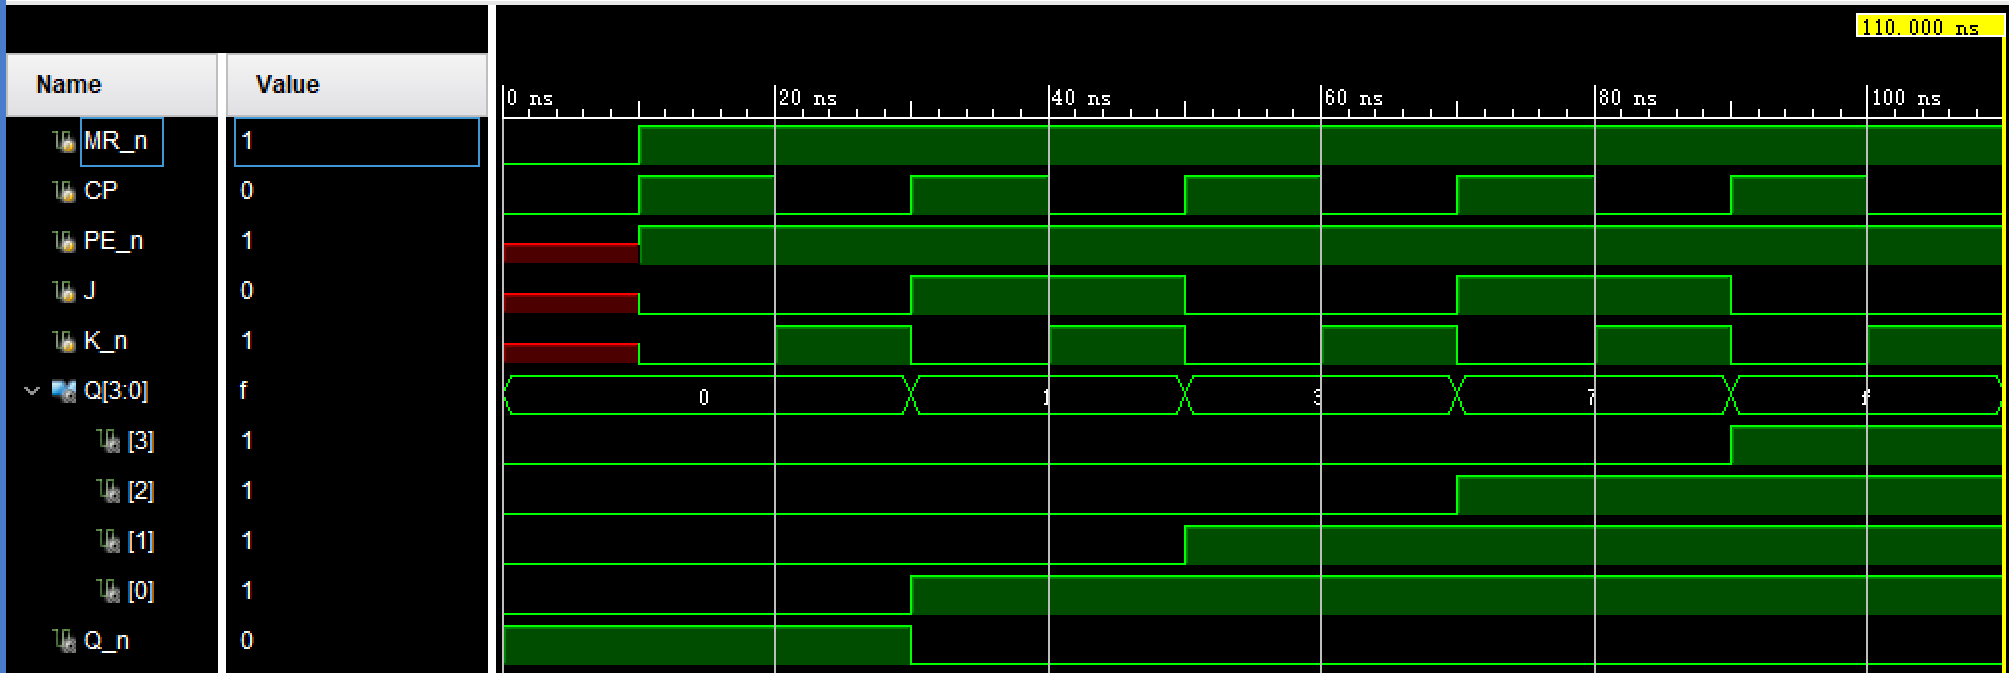 110.000 ns
Name Value
0 ns 20 ns 40 ns 60 ns 80 ns 100 ns
MR_n 1
CP 0
PE_n 1
J 0
K_n 1
Q[3:0] f 0 1 3 7 f
[3] 1
[2] 1
[1] 1
[0] 1
Q_n 0